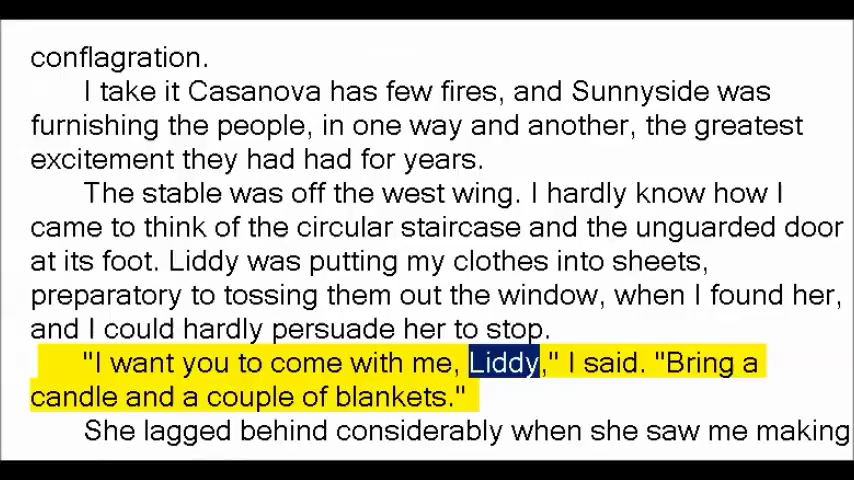 conflagration.
I take it Casanova has few fires, and Sunnyside was
furnishing the people, in one way and another, the greatest
excitement they had had for years.
The stable was off the west wing. I hardly know how I
came to think of the circular staircase and the unguarded door
at its foot. Liddy was putting my clothes into sheets,
preparatory to tossing them out the window, when I found her,
and I could hardly persuade her to stop.
"I want you to come with me, Liddy," I said. "Bring a
candle and a couple of blankets."
She lagged behind considerably when she saw me making